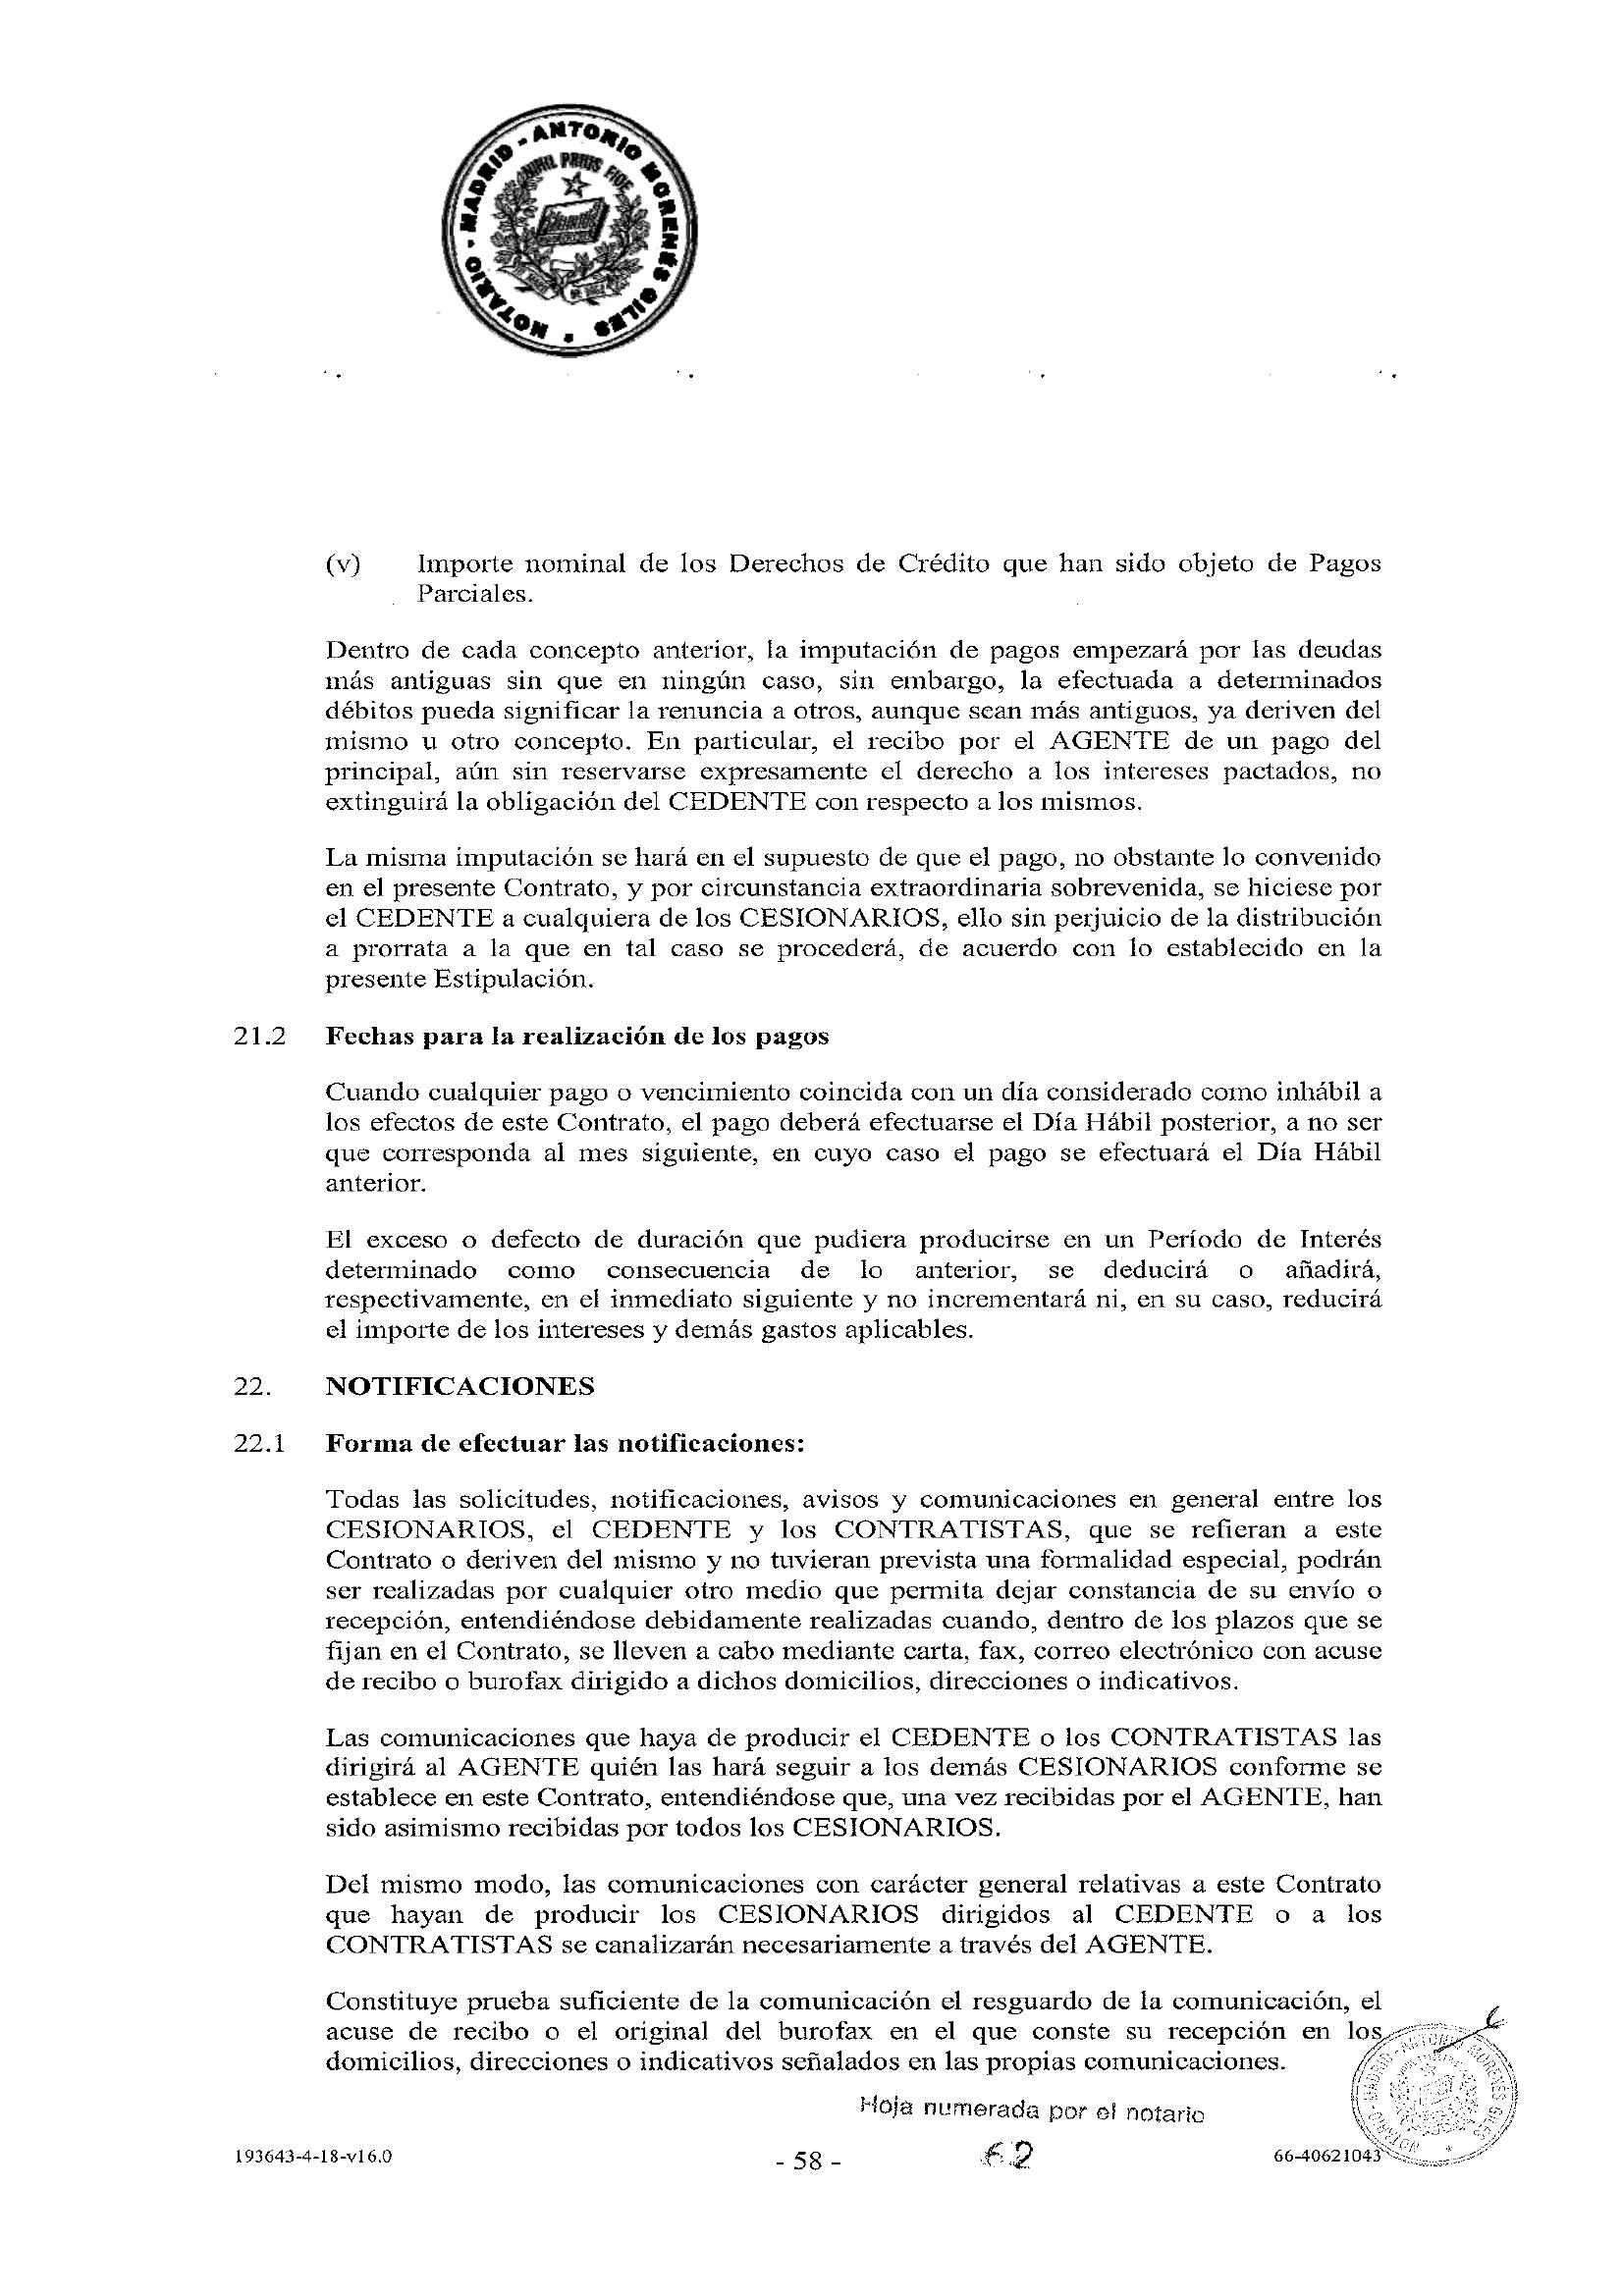 NOTARIO - MADRID - ANTONIO MORENÉS GILES
NIHIL PRIUS FIDE
(v) Importe nominal de los Derechos de Crédito que han sido objeto de Pagos
Parciales.
Dentro de cada concepto anterior, la imputación de pagos empezará por las deudas
más antiguas sin que en ningún caso, sin embargo, la efectuada a determinados
débitos pueda significar la renuncia a otros, aunque sean más antiguos, ya deriven del
mismo u otro concepto. En particular, el recibo por el AGENTE de un pago del
principal, aún sin reservarse expresamente el derecho a los intereses pactados, no
extinguirá la obligación del CEDENTE con respecto a los mismos.
La misma imputación se hará en el supuesto de que el pago, no obstante lo convenido
en el presente Contrato, y por circunstancia extraordinaria sobrevenida, se hiciese por
el CEDENTE a cualquiera de los CESIONARIOS, ello sin perjuicio de la distribución
a prorrata a la que en tal caso se procederá, de acuerdo con lo establecido en la
presente Estipulación.
21.2 Fechas para la realización de los pagos
Cuando cualquier pago o vencimiento coincida con un día considerado como inhábil a
los efectos de este Contrato, el pago deberá efectuarse el Día Hábil posterior, a no ser
que corresponda al mes siguiente, en cuyo caso el pago se efectuará el Día Hábil
anterior.
El exceso o defecto de duración que pudiera producirse en un Período de Interés
determinado como consecuencia de lo anterior, se deducirá o añadirá,
respectivamente, en el inmediato siguiente y no incrementará ni, en su caso, reducirá
el importe de los intereses y demás gastos aplicables.
22. NOTIFICACIONES
22.1 Forma de efectuar las notificaciones:
Todas las solicitudes, notificaciones, avisos y comunicaciones en general entre los
CESIONARIOS, el CEDENTE y los CONTRATISTAS, que se refieran a este
Contrato o deriven del mismo y no tuvieran prevista una formalidad especial, podrán
ser realizadas por cualquier otro medio que permita dejar constancia de su envío o
recepción, entendiéndose debidamente realizadas cuando, dentro de los plazos que se
fijan en el Contrato, se lleven a cabo mediante carta, fax, correo electrónico con acuse
de recibo o burofax dirigido a dichos domicilios, direcciones o indicativos.
Las comunicaciones que haya de producir el CEDENTE o los CONTRATISTAS las
dirigirá al AGENTE quién las hará seguir a los demás CESIONARIOS conforme se
establece en este Contrato, entendiéndose que, una vez recibidas por el AGENTE, han
sido asimismo recibidas por todos los CESIONARIOS.
Del mismo modo, las comunicaciones con carácter general relativas a este Contrato
que hayan de producir los CESIONARIOS dirigidos al CEDENTE o a los
CONTRATISTAS se canalizarán necesariamente a través del AGENTE.
Constituye prueba suficiente de la comunicación el resguardo de la comunicación, el
acuse de recibo o el original del burofax en el que conste su recepción en los
domicilios, direcciones o indicativos señalados en las propias comunicaciones.
Hoja numerada por el notario
193643-4-18-v16.0 - 58 - 62 66-40621043